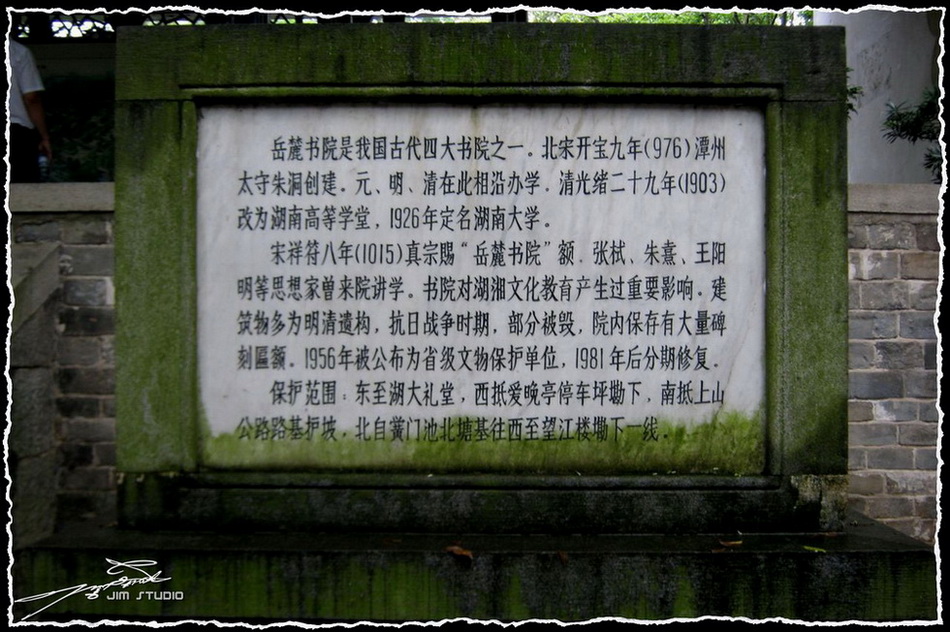 岳麓书院是我国古代四大书院之一。北宋开宝九年(976)潭州
太守朱洞创建。元、明、清在此相沿办学。清光绪二十九年(1903)
改为湖南高等学堂，1926年定名湖南大学。
宋祥符八年(1015)真宗赐“岳麓书院”额。张栻、朱熹、王阳
明等思想家曾来院讲学。书院对湖湘文化教育产生过重要影响。建
筑物多为明清遗构，抗日战争时期，部分被毁，院内保存有大量碑
刻匾额。1956年被公布为省级文物保护单位，1981年后分期修复。
保护范围：东至湖大礼堂，西抵爱晚亭停车坪墈下，南抵上山
公路路基护坡，北自黉门池北塘基往西至望江楼墈下一线。
JIM STUDIO